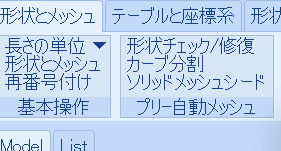 形状とメッシュ テーブルと座標系 形状
長さの単位
形状とメッシュ
再番号付け
基本操作
形状チェック/修復
カーブ分割
ソリッドメッシュシード
プリー自動メッシュ
Model List